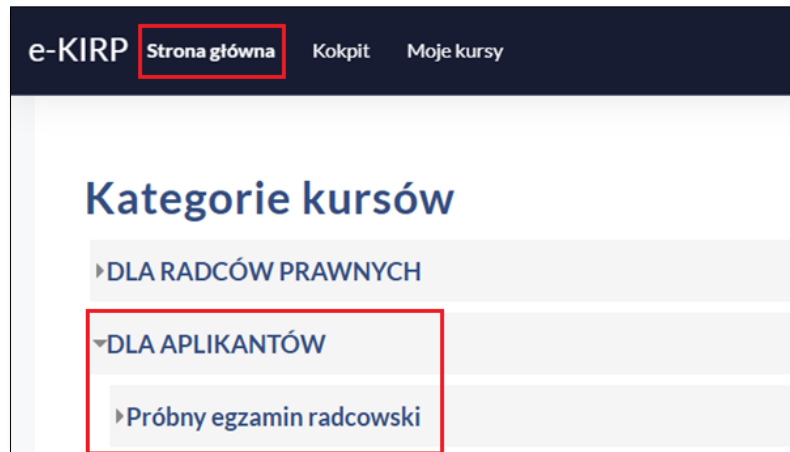 e-KIRP Strona główna Kokpit Moje kursy
Kategorie kursów
DLA RADCÓW PRAWNYCH
DLA APLIKANTÓW
Próbny egzamin radcowski